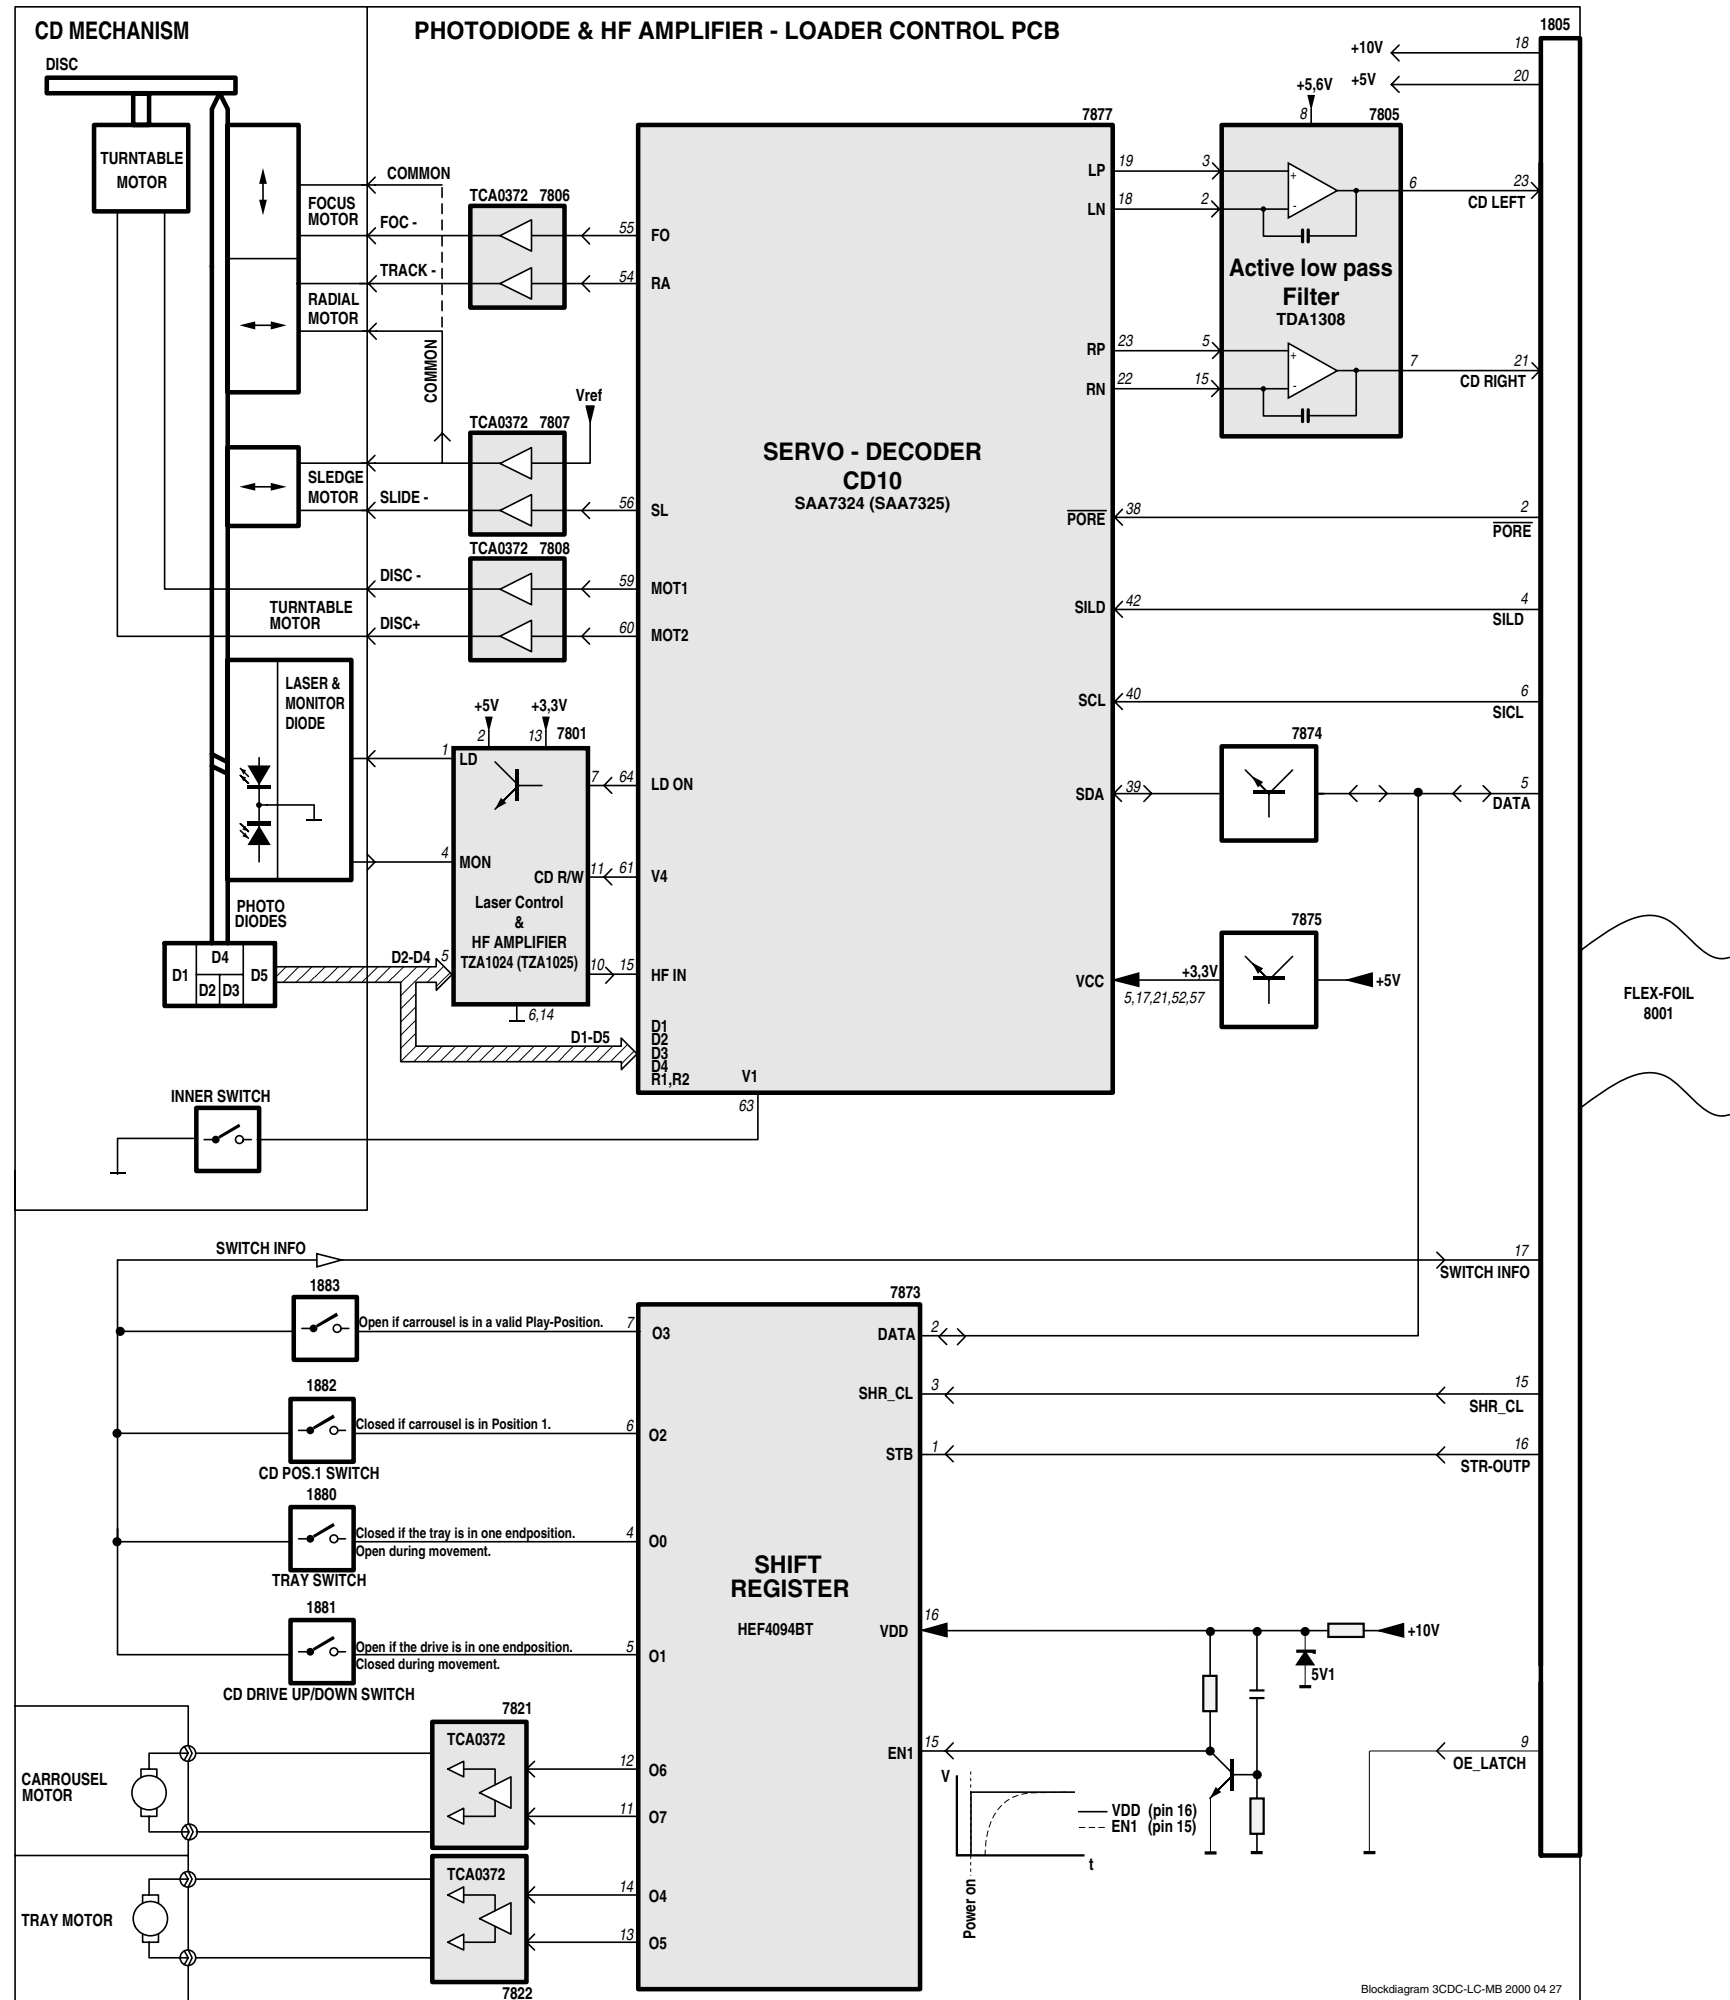 CD MECHANISM
PHOTODIODE & HF AMPLIFIER - LOADER CONTROL PCB
1805
DISC
+10V
18
+5V
20
+5,6V
8
7877
7805
TURNTABLE
MOTOR
COMMON
FOCUS
MOTOR
FOC -
TCA0372 7806
55
FO
TRACK -
54
RA
RADIAL
MOTOR
COMMON
LP
19
3
LN
18
2
6
23
CD LEFT
Active low pass
Filter
TDA1308
RP
23
5
RN
22
15
7
21
CD RIGHT
+
-
+
-
Vref
TCA0372 7807
SLEDGE
MOTOR
SLIDE -
56
SL
SERVO - DECODER
CD10
SAA7324 (SAA7325)
PORE
38
2
PORE
TCA0372 7808
DISC -
59
MOT1
TURNTABLE
MOTOR
DISC+
60
MOT2
SILD
42
4
SILD
LASER &
MONITOR
DIODE
+5V
2
+3,3V
13
7801
1
LD
7
64
LD ON
SCL
40
6
SICL
7874
SDA
39
5
DATA
4
MON
CD R/W
11
61
V4
Laser Control
&
HF AMPLIFIER
TZA1024 (TZA1025)
PHOTO
DIODES
D1
D4
D2
D3
D5
D2-D4
5
10
15
HF IN
6,14
D1-D5
D1
D2
D3
D4
R1,R2
V1
63
7875
VCC
+3,3V
5,17,21,52,57
+5V
FLEX-FOIL
8001
INNER SWITCH
SWITCH INFO
17
SWITCH INFO
1883
Open if carrousel is in a valid Play-Position.
7
O3
7873
DATA
2
1882
Closed if carrousel is in Position 1.
6
O2
CD POS.1 SWITCH
SHR_CL
3
15
SHR_CL
STB
1
16
STR-OUTP
1880
Closed if the tray is in one endposition.
Open during movement.
4
O0
TRAY SWITCH
SHIFT
REGISTER
HEF4094BT
1881
Open if the drive is in one endposition.
Closed during movement.
5
O1
CD DRIVE UP/DOWN SWITCH
VDD
16
+10V
5V1
7821
TCA0372
CARROUSEL
MOTOR
12
O6
11
O7
EN1
15
9
OE_LATCH
V
VDD (pin 16)
EN1 (pin 15)
t
Power on
TCA0372
TRAY MOTOR
14
O4
13
O5
7822
Blockdiagram 3CDC-LC-MB 2000 04 27